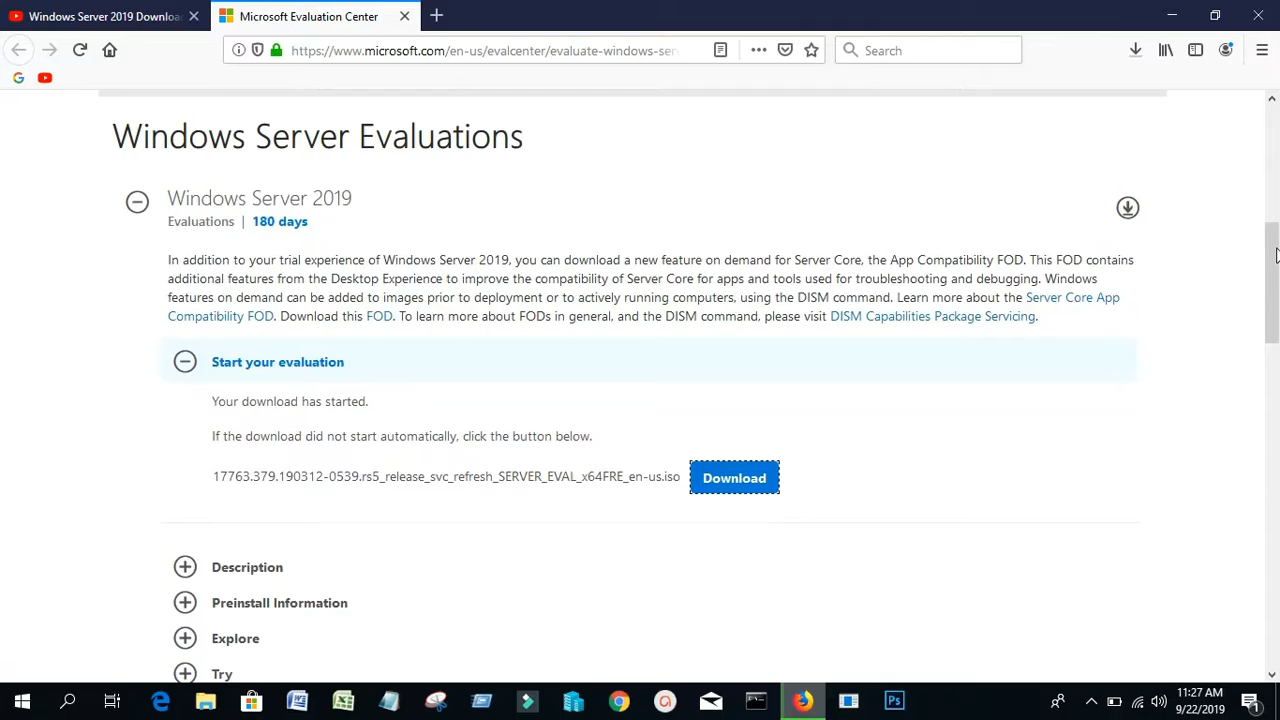 Windows Server 2019 Downloa
Microsoft Evaluation Center
https://www.microsoft.com/en-us/evalcenter/evaluate-windows-ser
Search
Windows Server Evaluations
Windows Server 2019
Evaluations | 180 days
In addition to your trial experience of Windows Server 2019, you can download a new feature on demand for Server Core, the App Compatibility FOD. This FOD contains
additional features from the Desktop Experience to improve the compatibility of Server Core for apps and tools used for troubleshooting and debugging. Windows
features on demand can be added to images prior to deployment or to actively running computers, using the DISM command. Learn more about the Server Core App
Compatibility FOD. Download this FOD. To learn more about FODs in general, and the DISM command, please visit DISM Capabilities Package Servicing.
Start your evaluation
Your download has started.
If the download did not start automatically, click the button below.
17763.379.190312-0539.rs5_release_svc_refresh_SERVER_EVAL_x64FRE_en-us.iso
Download
Description
Preinstall Information
Explore
Try
11:27 AM
9/22/2019